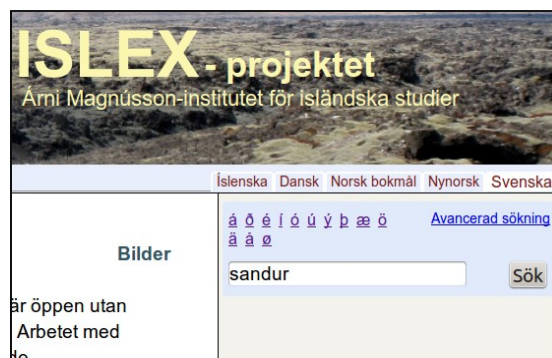 ISLEX - projektet
Árni Magnússon-institutet för isländska studier
Íslenska Dansk Norsk bokmål Nynorsk Svenska
á ð é í ó ú ý þ æ ö
ä å ø
Avancerad sökning
Bilder
sandur
Sök
är öppen utan
Arbetet med